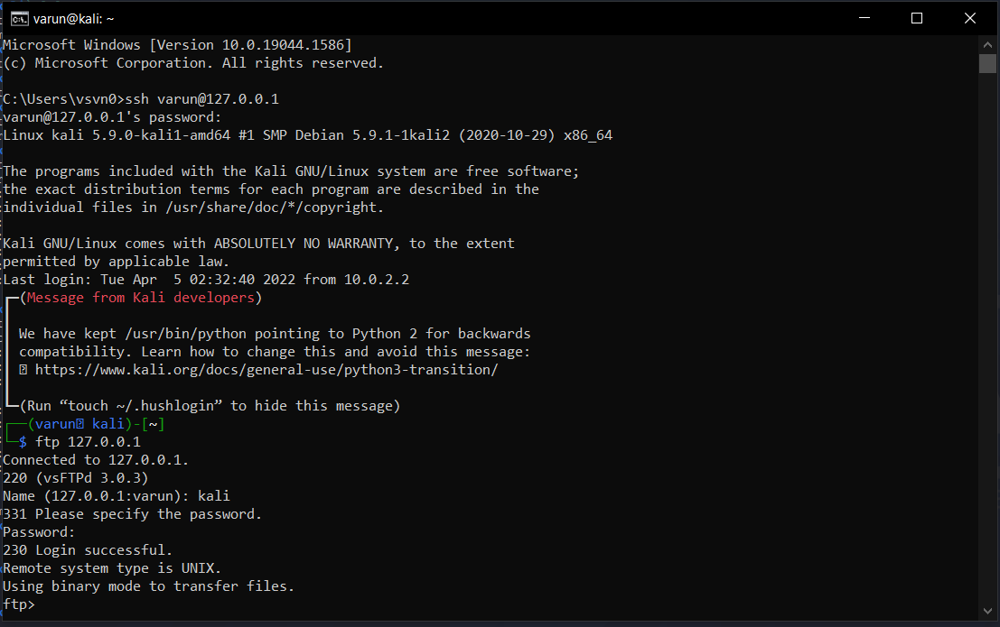 varun@kali: ~
Microsoft Windows [Version 10.0.19044.1586]
(c) Microsoft Corporation. All rights reserved.
C:\Users\vsvn0>ssh varun@127.0.0.1
varun@127.0.0.1's password:
Linux kali 5.9.0-kali1-amd64 #1 SMP Debian 5.9.1-1kali2 (2020-10-29) x86_64
The programs included with the Kali GNU/Linux system are free software;
the exact distribution terms for each program are described in the
individual files in /usr/share/doc/*/copyright.
Kali GNU/Linux comes with ABSOLUTELY NO WARRANTY, to the extent
permitted by applicable law.
Last login: Tue Apr  5 02:32:40 2022 from 10.0.2.2
┏━(Message from Kali developers)
┃ We have kept /usr/bin/python pointing to Python 2 for backwards
┃ compatibility. Learn how to change this and avoid this message:
┃ ⍰ https://www.kali.org/docs/general-use/python3-transition/
┗━(Run “touch ~/.hushlogin” to hide this message)
┌──(varun⍰ kali)-[~]
└─$ ftp 127.0.0.1
Connected to 127.0.0.1.
220 (vsFTPd 3.0.3)
Name (127.0.0.1:varun): kali
331 Please specify the password.
Password:
230 Login successful.
Remote system type is UNIX.
Using binary mode to transfer files.
ftp>